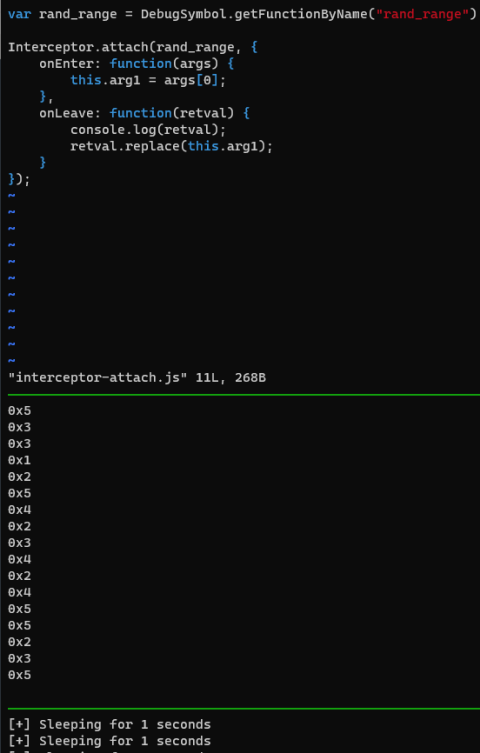 var rand_range = DebugSymbol.getFunctionByName("rand_range")

Interceptor.attach(rand_range, {
    onEnter: function(args) {
        this.arg1 = args[0];
    },
    onLeave: function(retval) {
        console.log(retval);
        retval.replace(this.arg1);
    }
});
~
~
~
~
~
~
~
~
~
~
~
"interceptor-attach.js" 11L, 268B
0x5
0x3
0x3
0x1
0x2
0x5
0x4
0x2
0x3
0x4
0x2
0x4
0x5
0x5
0x2
0x3
0x5
[+] Sleeping for 1 seconds
[+] Sleeping for 1 seconds